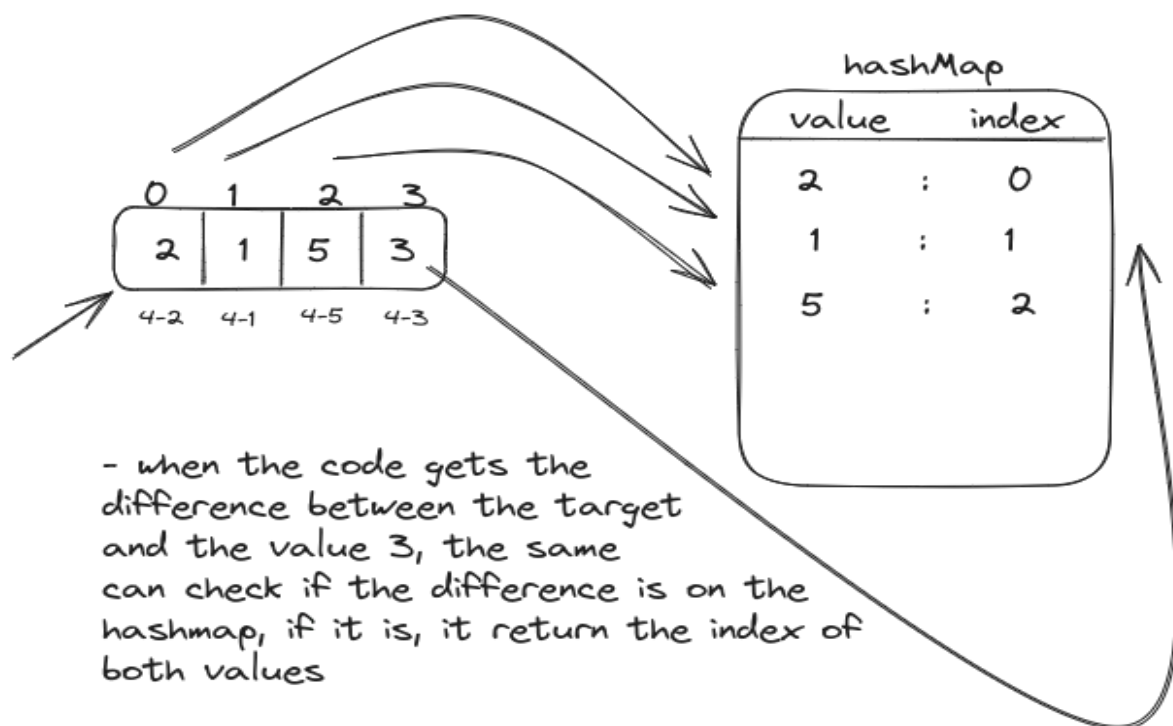 hashMap
value index
2 : 0
1 : 1
5 : 2
0 1 2 3
2 1 5 3
4-2 4-1 4-5 4-3
- when the code gets the
difference between the target
and the value 3, the same
can check if the difference is on the
hashmap, if it is, it return the index of
both values